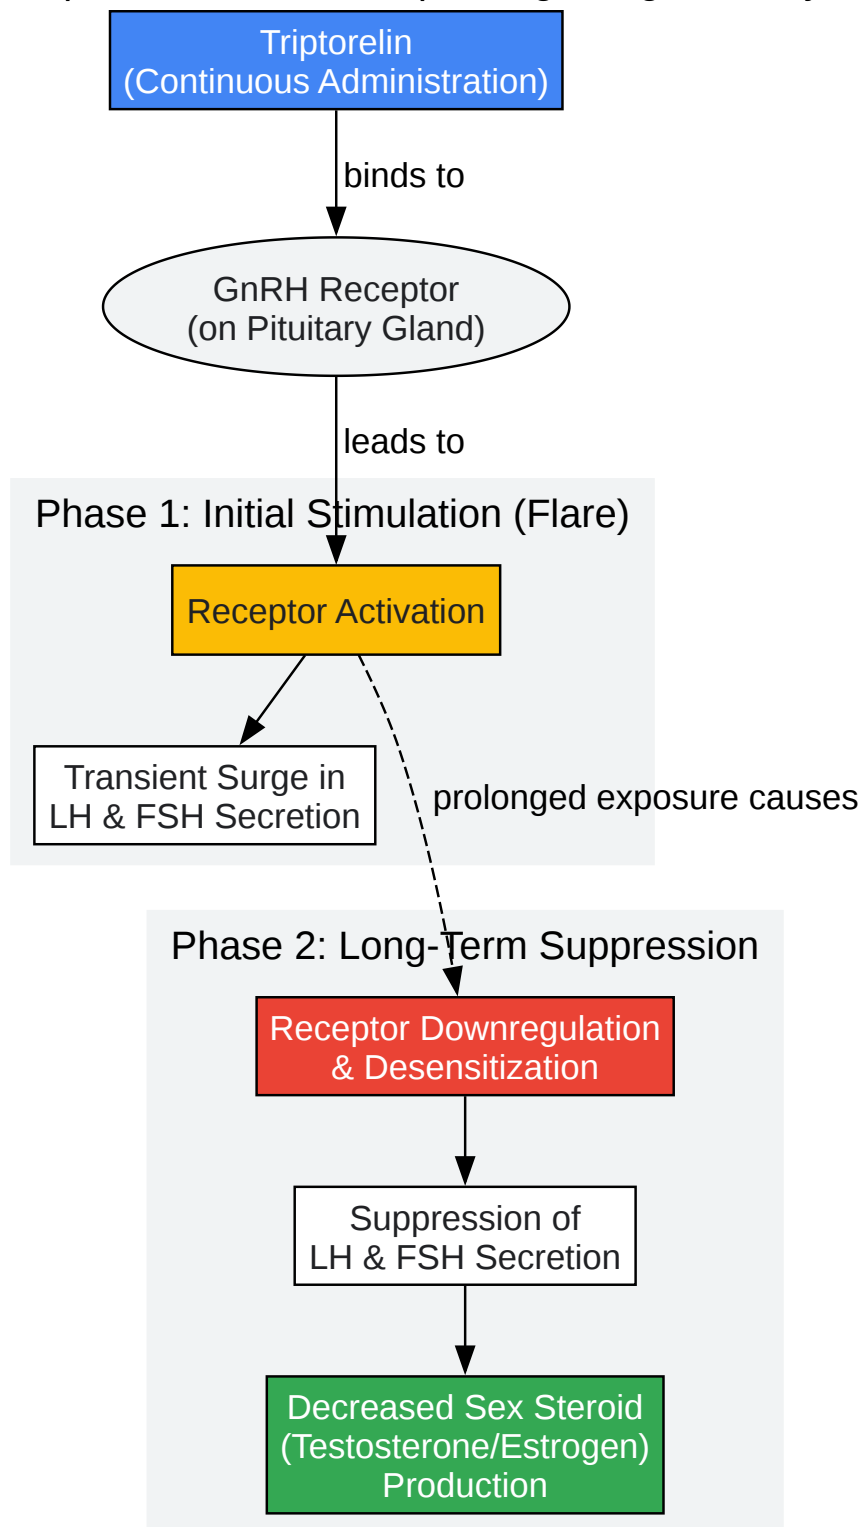 Triptorelin
(Continuous Administration)
binds to
GnRH Receptor
(on Pituitary Gland)
leads to
Phase 1: Initial Stimulation (Flare)
Receptor Activation
Transient Surge in
LH & FSH Secretion
prolonged exposure causes
Phase 2: Long-Term Suppression
Receptor Downregulation
& Desensitization
Suppression of
LH & FSH Secretion
Decreased Sex Steroid
(Testosterone/Estrogen)
Production